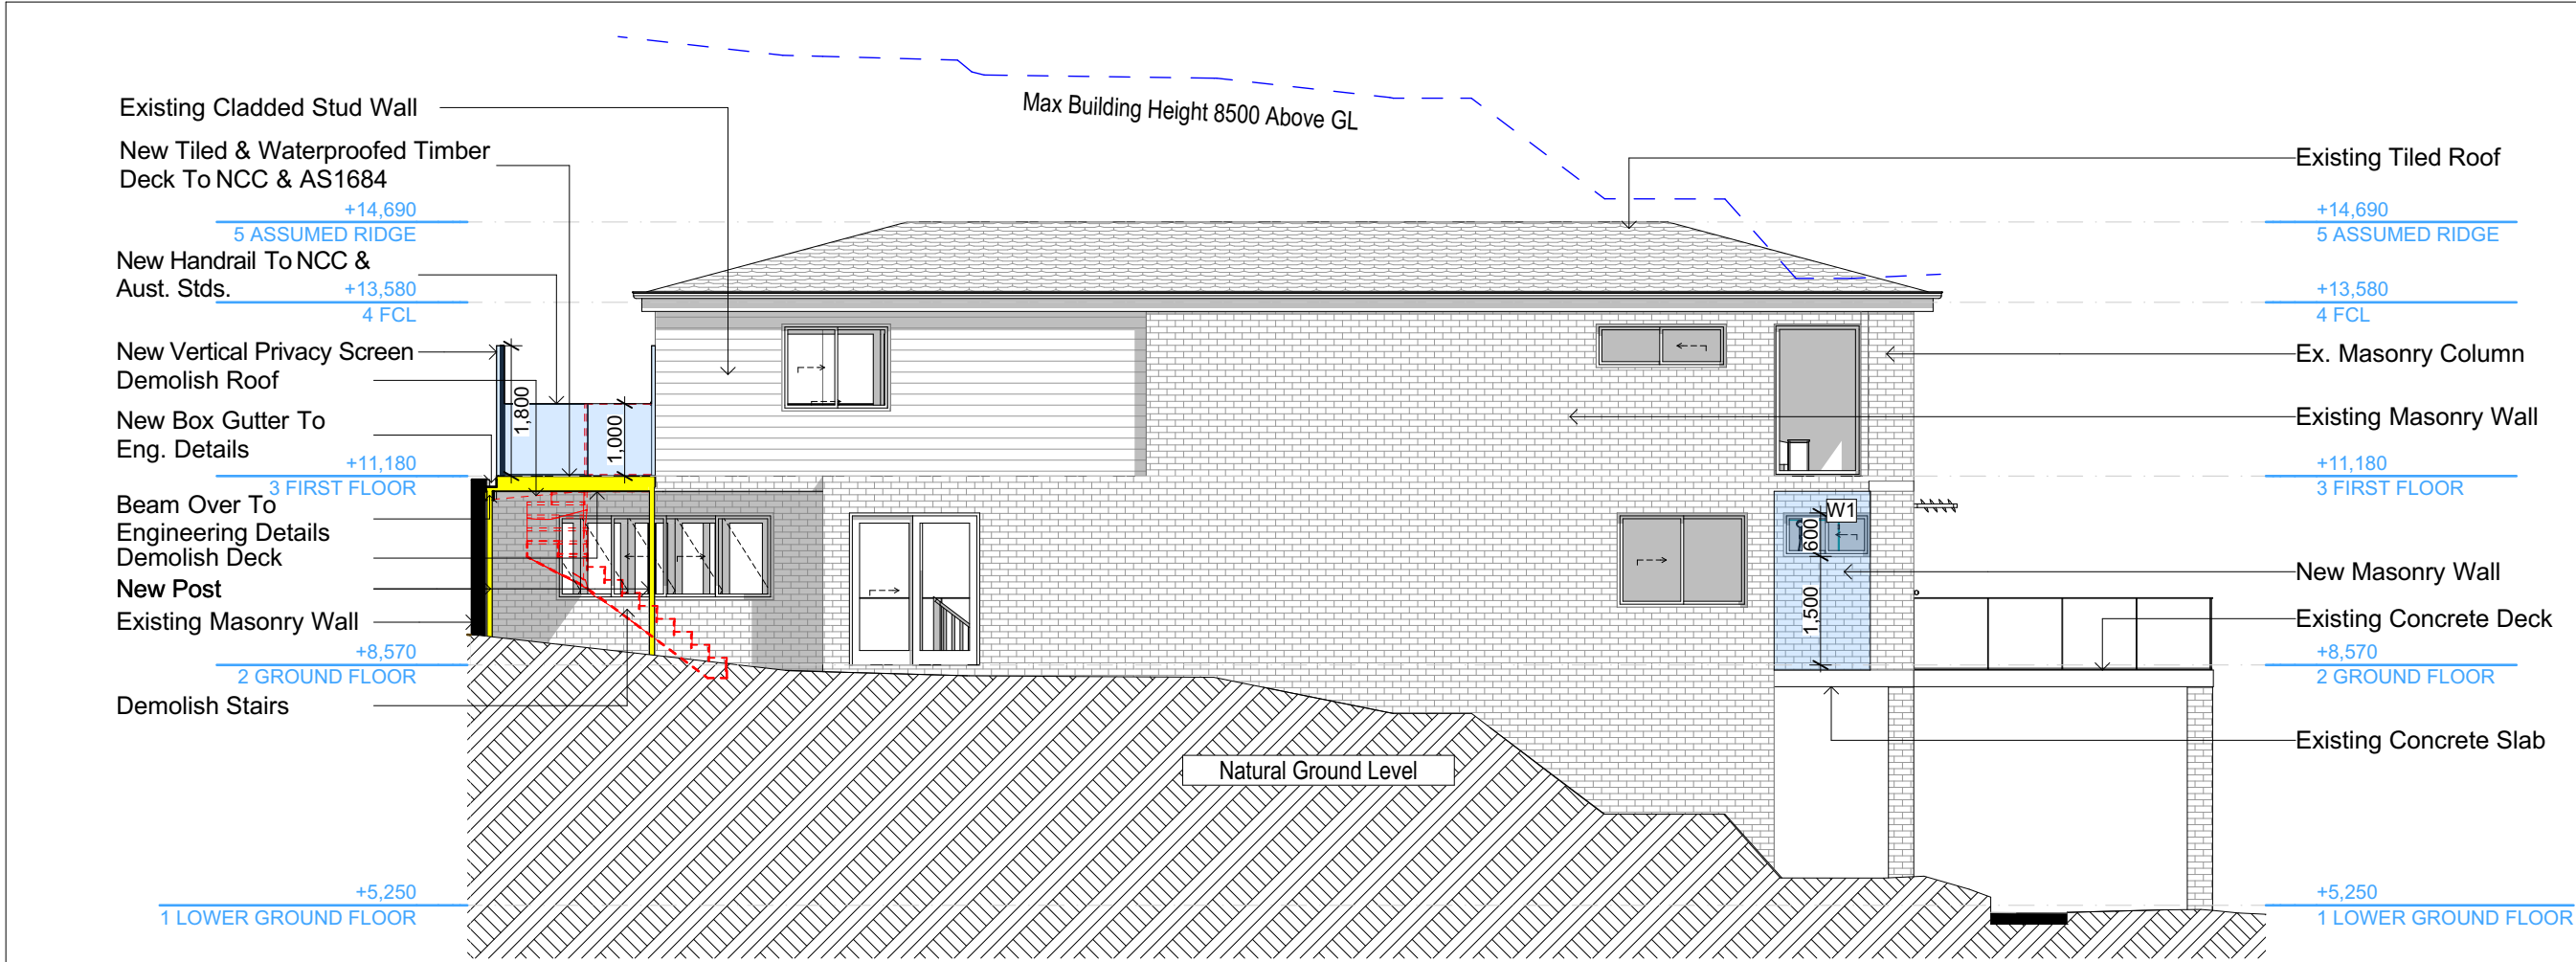 Max Building Height 8500 Above GL
Existing Cladded Stud Wall
New Tiled & Waterproofed Timber
Deck To NCC & AS1684
+14,690
5 ASSUMED RIDGE
New Handrail To NCC &
Aust. Stds.
+13,580
4 FCL
New Vertical Privacy Screen
Demolish Roof
New Box Gutter To
Eng. Details
+11,180
3 FIRST FLOOR
Beam Over To
Engineering Details
Demolish Deck
New Post
Existing Masonry Wall
+8,570
2 GROUND FLOOR
Demolish Stairs
+5,250
1 LOWER GROUND FLOOR
1,800
1,000
W1
600
1,500
Natural Ground Level
Existing Tiled Roof
+14,690
5 ASSUMED RIDGE
+13,580
4 FCL
Ex. Masonry Column
Existing Masonry Wall
+11,180
3 FIRST FLOOR
New Masonry Wall
Existing Concrete Deck
+8,570
2 GROUND FLOOR
Existing Concrete Slab
+5,250
1 LOWER GROUND FLOOR